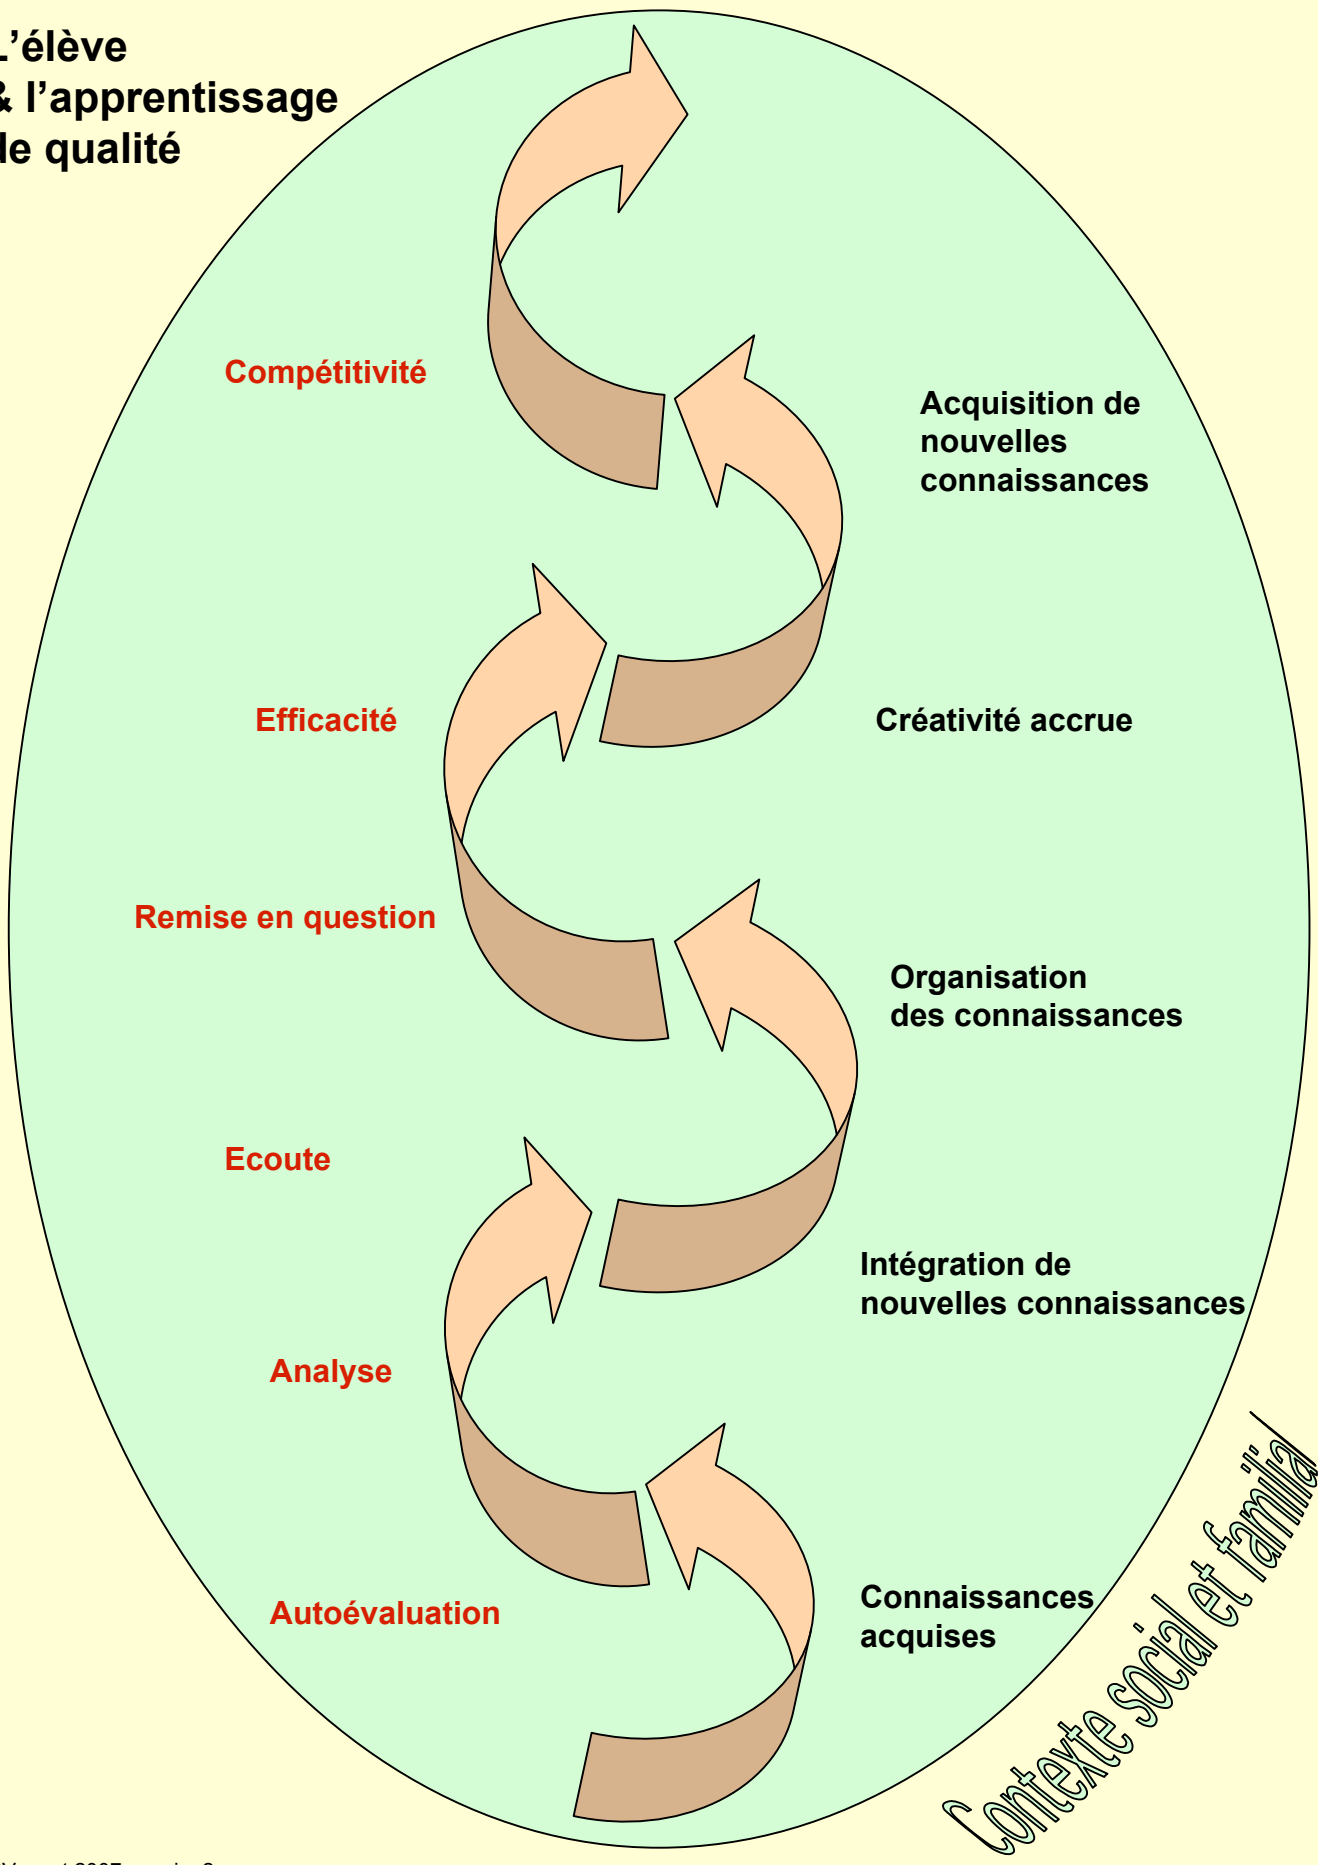 L’élève
& l’apprentissage
de qualité
Compétitivité
Acquisition de
nouvelles
connaissances
Efficacité
Créativité accrue
Remise en question
Organisation
des connaissances
Ecoute
Intégration de
nouvelles connaissances
Analyse
Autoévaluation
Connaissances
acquises
Contexte social et familial